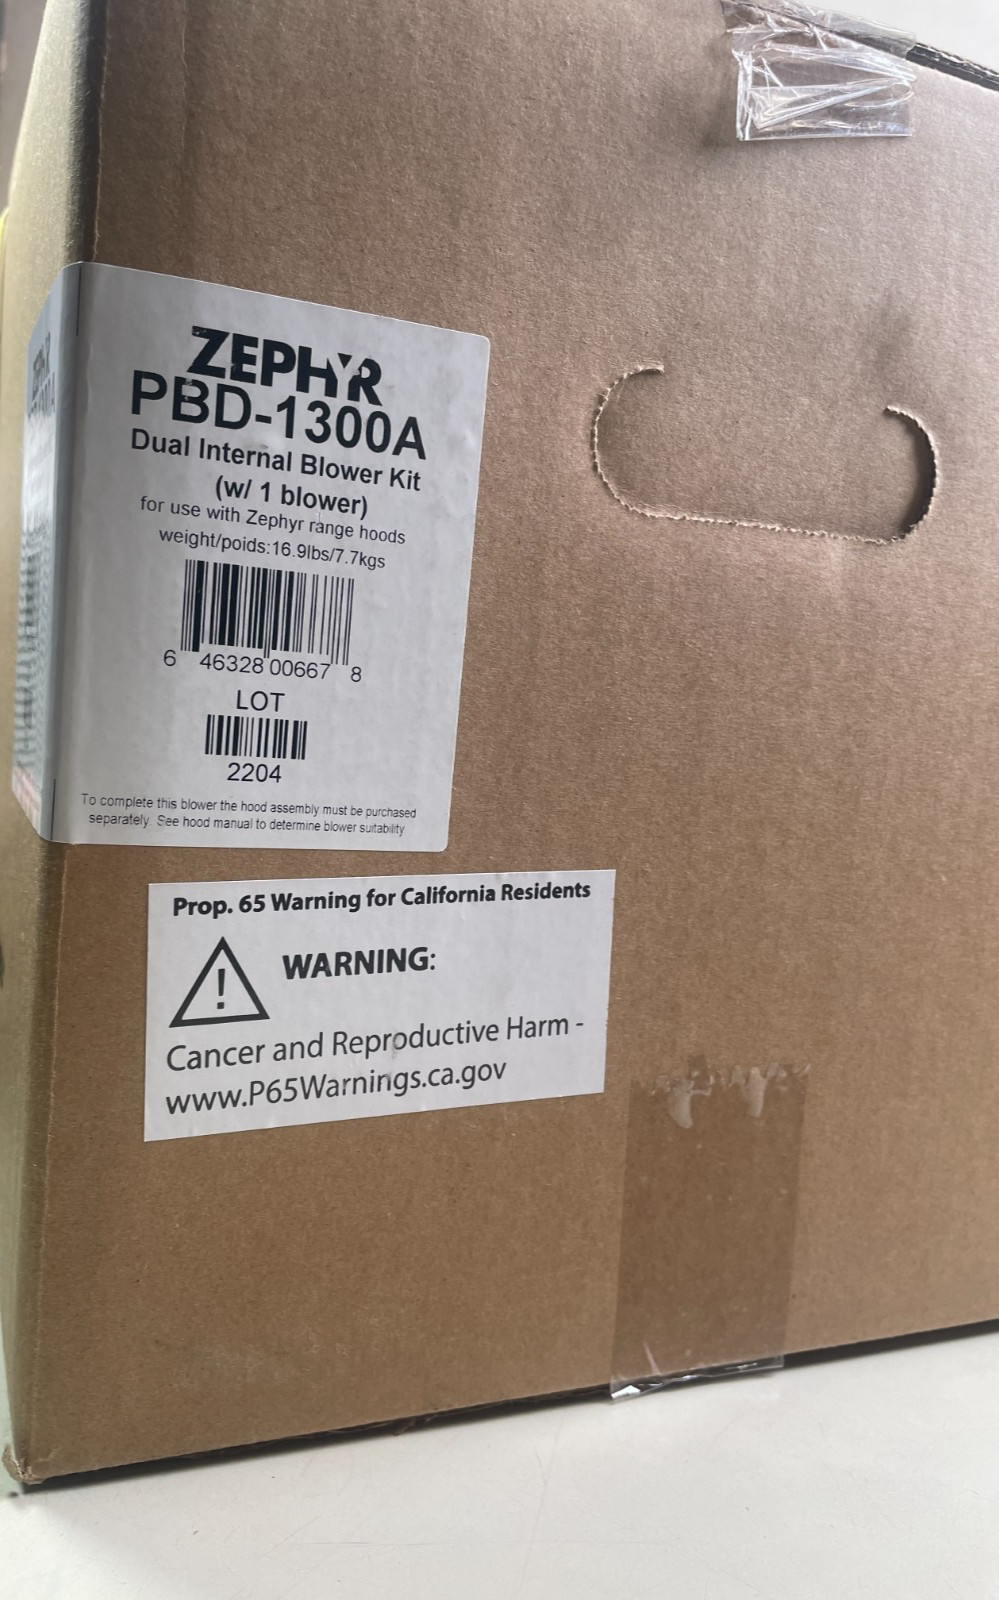 ZEPHYR
PBD-1300A
Dual Internal Blower Kit
(w/ 1 blower)
for use with Zephyr range hoods
weight/poids:16.9lbs/7.7kgs
6 46328 00667 8
LOT
2204
To complete this blower the hood assembly must be purchased
separately. See hood manual to determine blower suitability
Prop. 65 Warning for California Residents
!
WARNING:
Cancer and Reproductive Harm -
www.P65Warnings.ca.gov